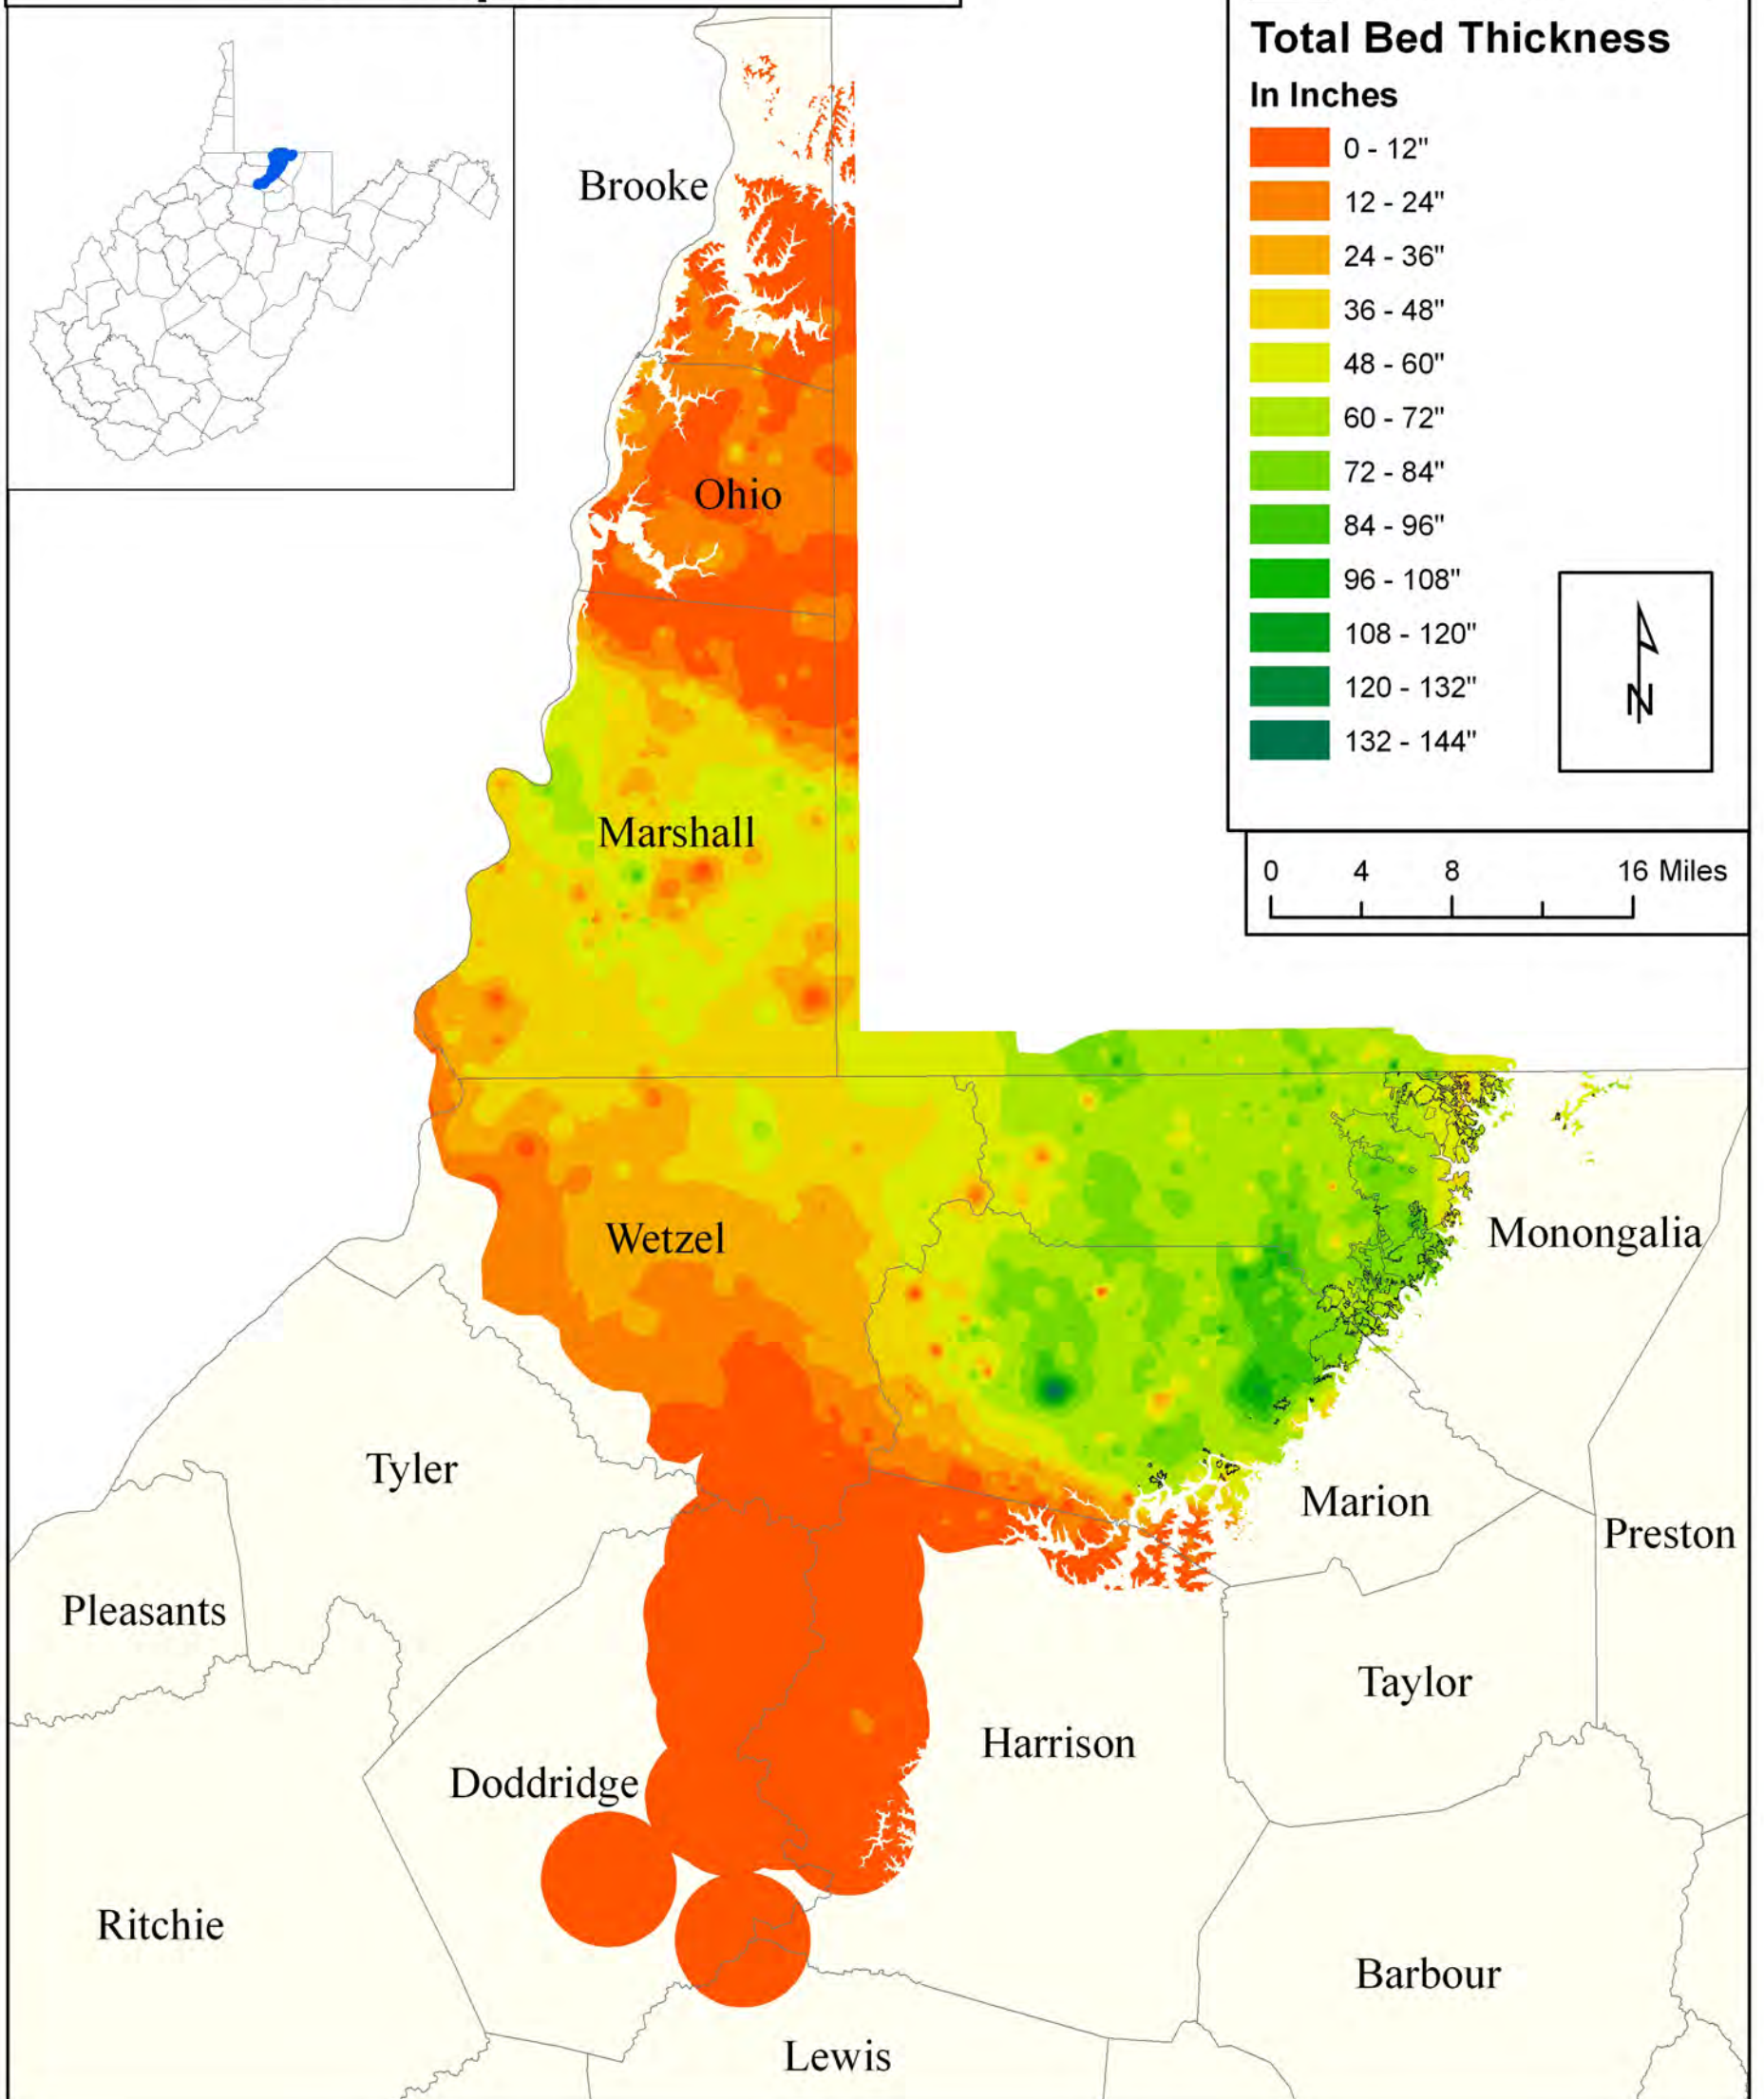 Total Bed Thickness
In Inches
0 - 12"
12 - 24"
24 - 36"
36 - 48"
48 - 60"
60 - 72"
72 - 84"
84 - 96"
96 - 108"
108 - 120"
120 - 132"
132 - 144"
N
0 4 8 16 Miles
Brooke
Ohio
Marshall
Wetzel
Monongalia
Tyler
Marion
Preston
Pleasants
Taylor
Harrison
Doddridge
Ritchie
Barbour
Lewis